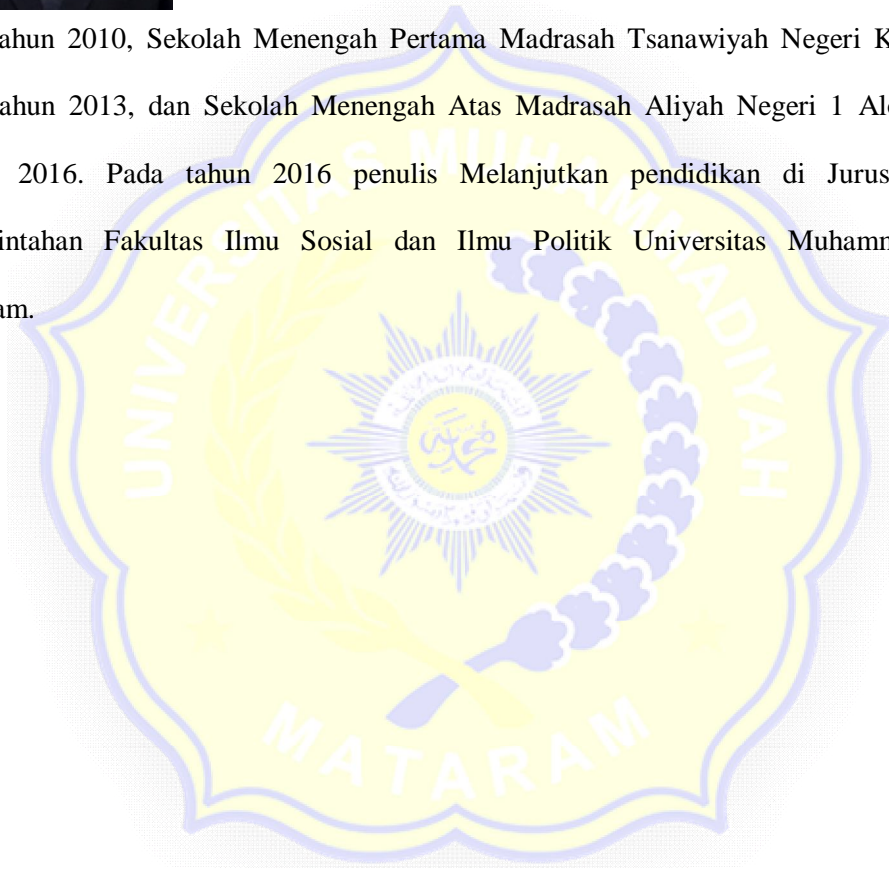 ahun 2010, Sekolah Menengah Pertama Madrasah Tsanawiyah Negeri K
ahun 2013, dan Sekolah Menengah Atas Madrasah Aliyah Negeri 1 Al
2016. Pada tahun 2016 penulis Melanjutkan pendidikan di Jurus
intahan Fakultas Ilmu Sosial dan Ilmu Politik Universitas Muhamm
am.
UNIVERSITAS MUHAMMADIYAH
MATARAM